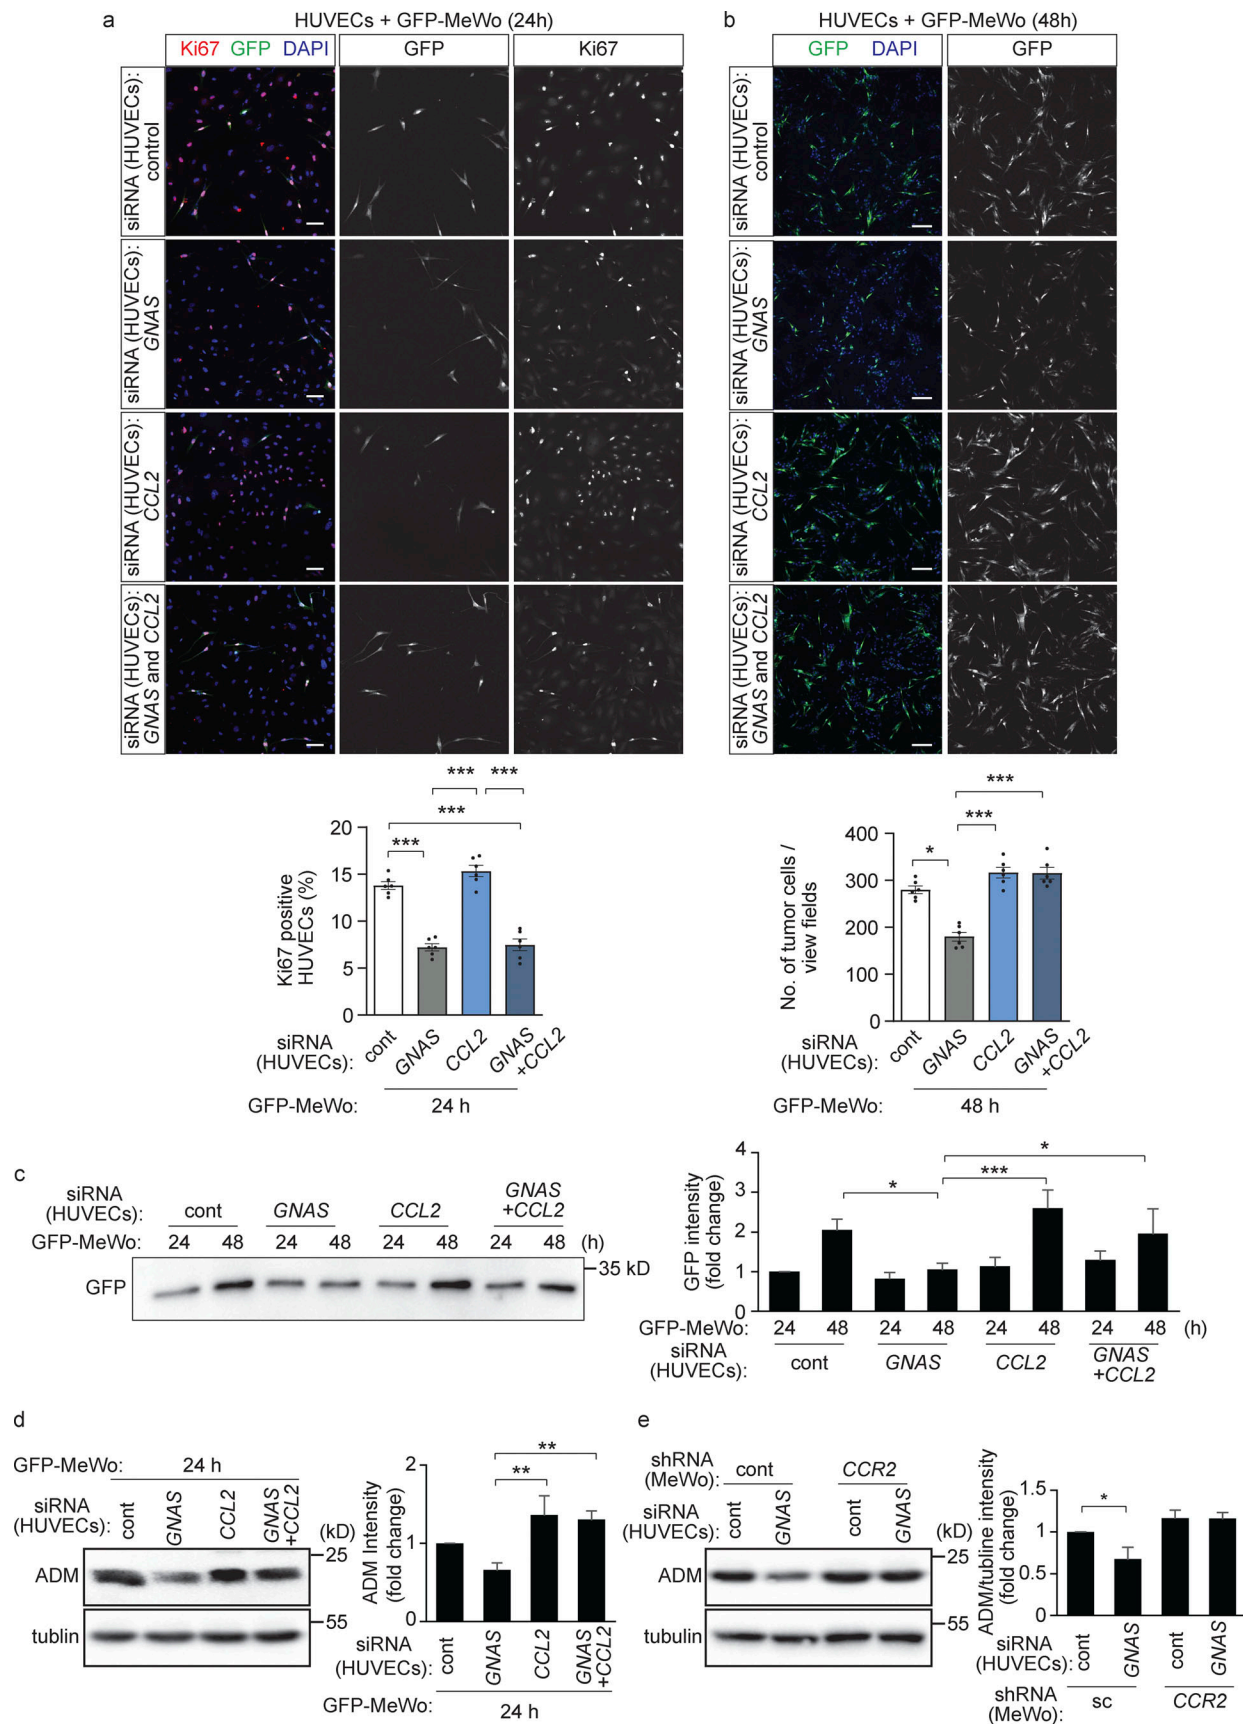 a
HUVECs + GFP-MeWo (24h)
Ki67 GFP DAPI
GFP
Ki67
siRNA (HUVECs):
control
siRNA (HUVECs):
GNAS
siRNA (HUVECs):
CCL2
siRNA (HUVECs):
GNAS and CCL2
Ki67 positive
HUVECs (%)
20
15
10
5
0
***
***
***
***
siRNA
(HUVECs):
cont
GNAS
CCL2
GNAS
+CCL2
GFP-MeWo:
24 h
b
HUVECs + GFP-MeWo (48h)
GFP DAPI
GFP
siRNA (HUVECs):
control
siRNA (HUVECs):
GNAS
siRNA (HUVECs):
CCL2
siRNA (HUVECs):
GNAS and CCL2
No. of tumor cells /
view fields
400
300
200
100
0
***
***
*
siRNA
(HUVECs):
cont
GNAS
CCL2
GNAS
+CCL2
GFP-MeWo:
48 h
c
siRNA
(HUVECs):
cont
GNAS
CCL2
GNAS
+CCL2
GFP-MeWo:
24 48 24 48 24 48 24 48 (h)
GFP
35 kD
GFP intensity
(fold change)
4
3
2
1
0
*
***
*
GFP-MeWo:
24 48 24 48 24 48 24 48 (h)
siRNA
(HUVECs):
cont
GNAS
CCL2
GNAS
+CCL2
d
GFP-MeWo:
24 h
siRNA
(HUVECs):
cont
GNAS
CCL2
GNAS
+CCL2
(kD)
ADM
25
tublin
55
ADM Intensity
(fold change)
2
1
0
**
**
siRNA
(HUVECs):
cont
GNAS
CCL2
GNAS
+CCL2
GFP-MeWo:
24 h
e
shRNA
(MeWo):
cont
CCR2
siRNA
(HUVECs):
cont
GNAS
cont
GNAS
(kD)
ADM
25
tubulin
55
ADM/tubline intensity
(fold change)
1.5
1
0.5
0
*
siRNA
(HUVECs):
cont
GNAS
cont
GNAS
shRNA
(MeWo):
sc
CCR2